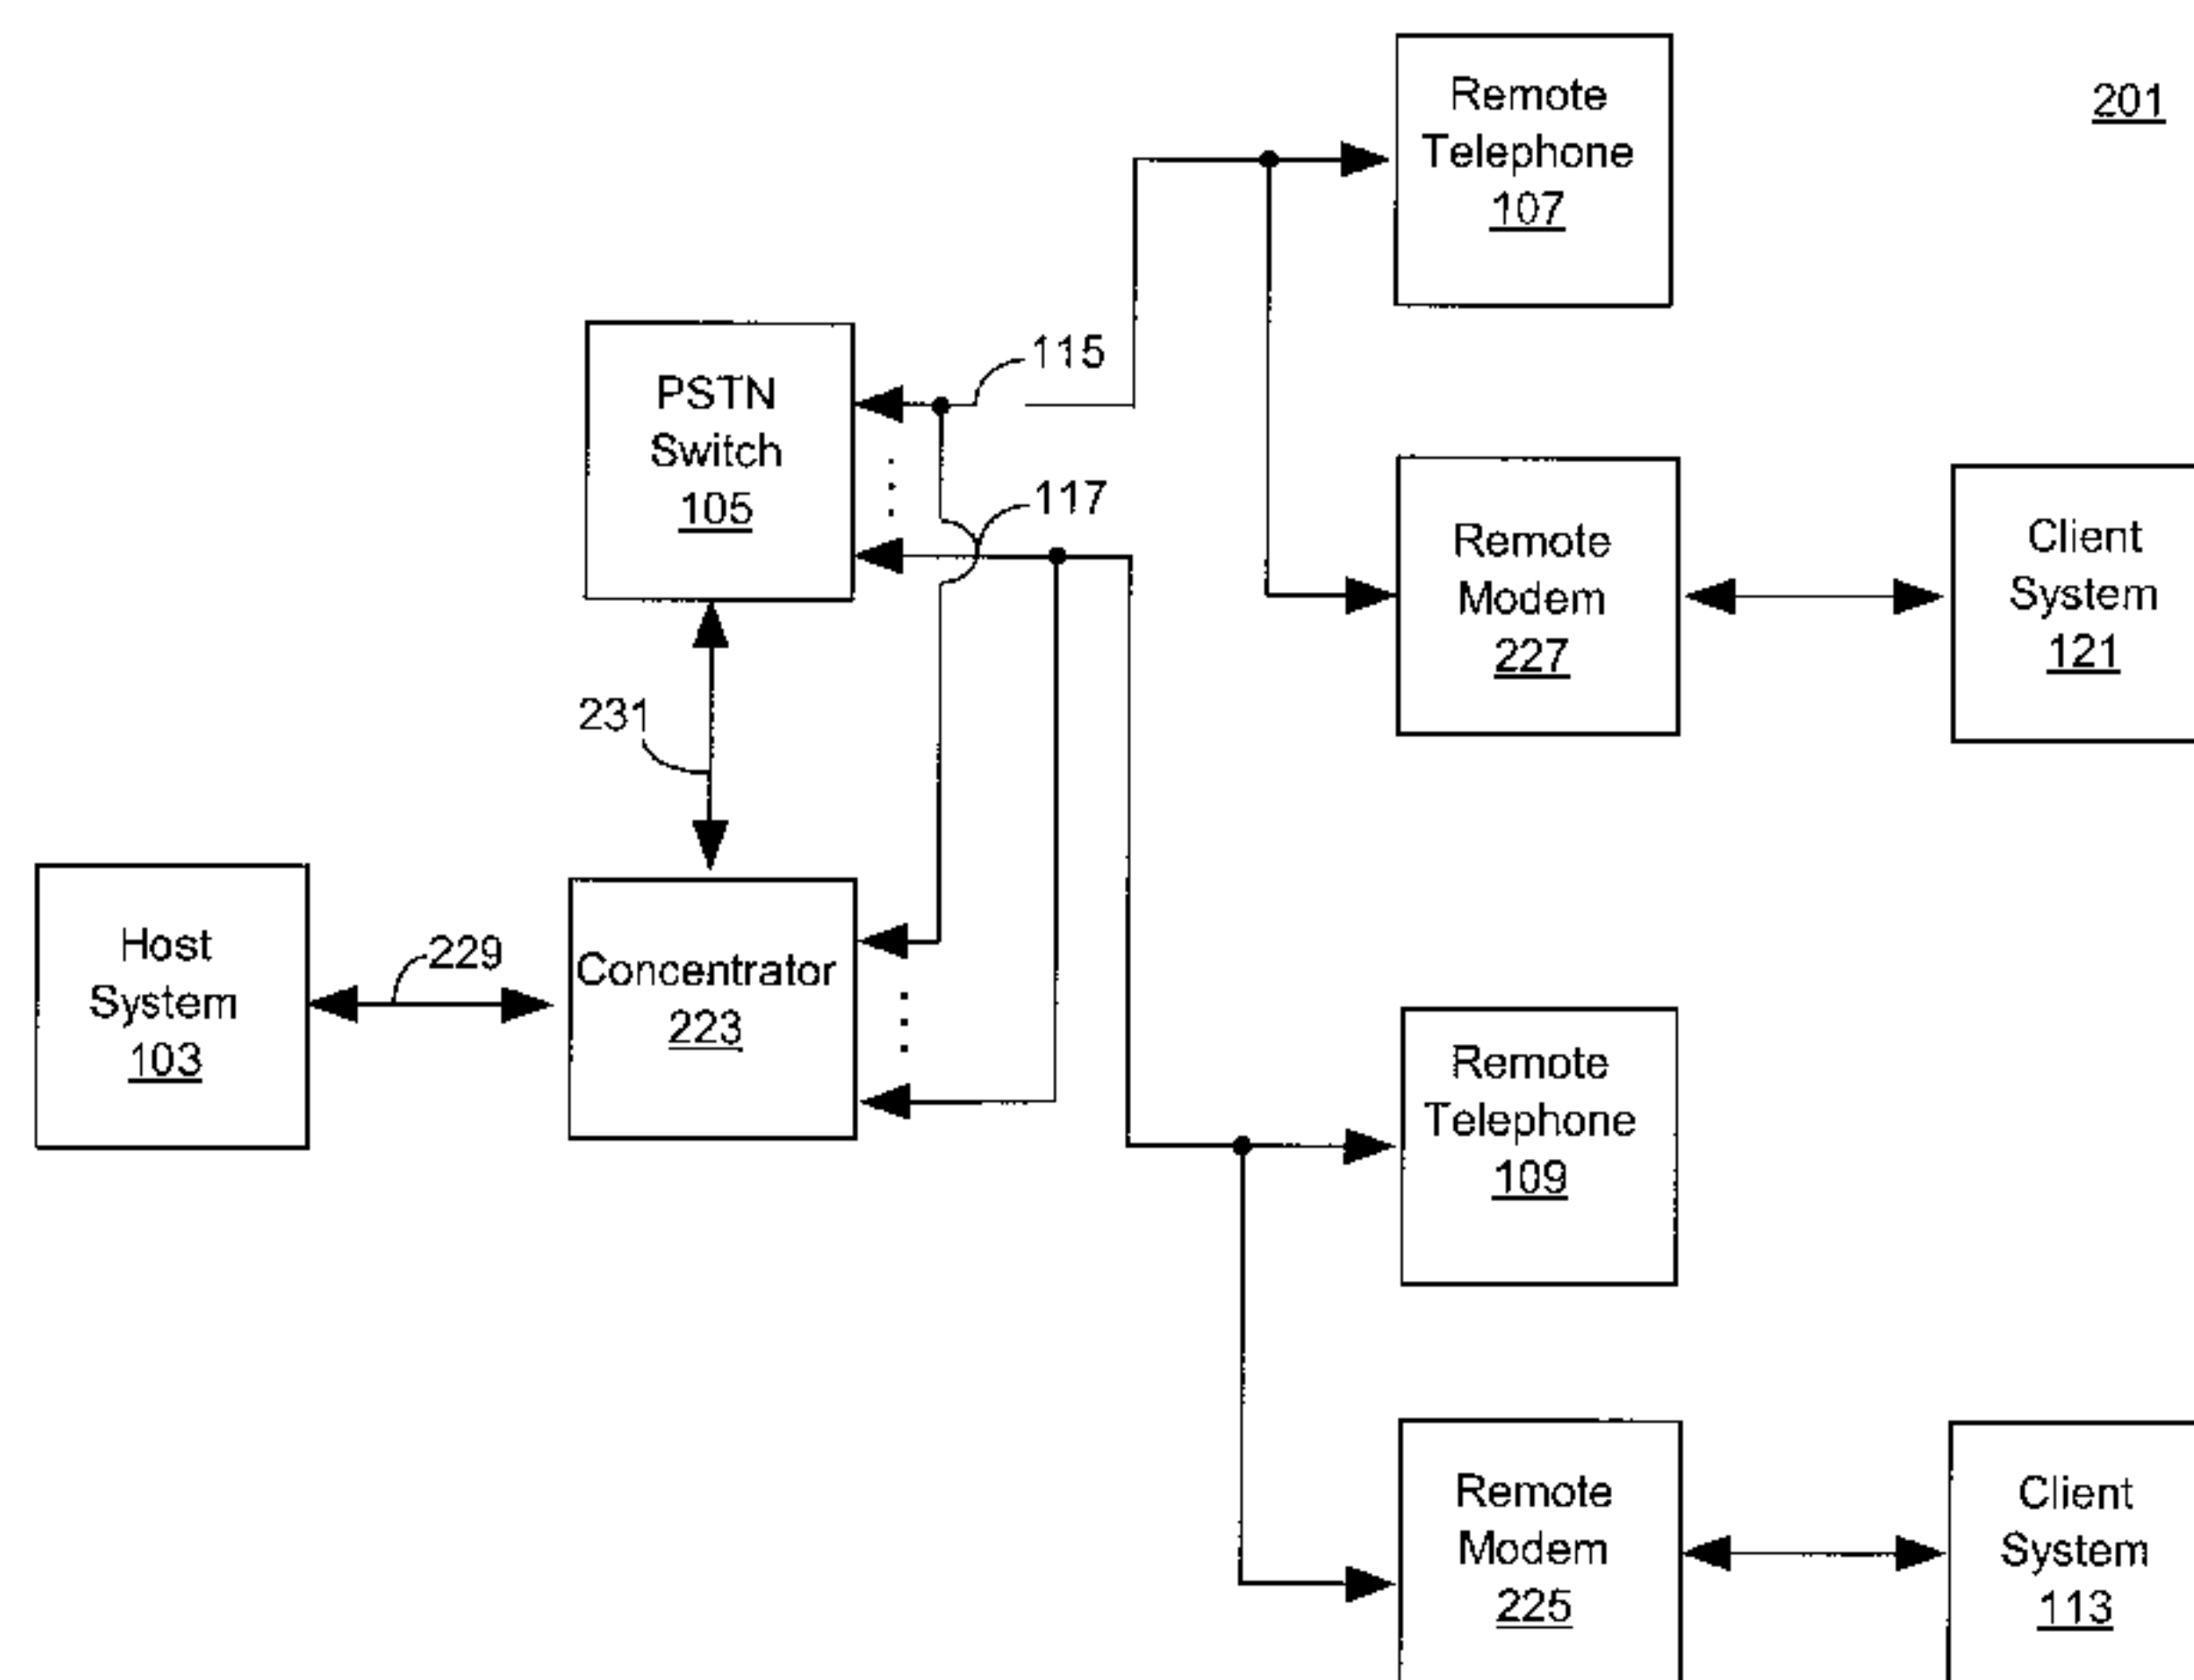 201
Remote
Telephone
107
115
PSTN
Switch
105
117
Remote
Modem
227
Client
System
121
231
Host
System
103
229
Concentrator
223
Remote
Telephone
109
Remote
Modem
225
Client
System
113